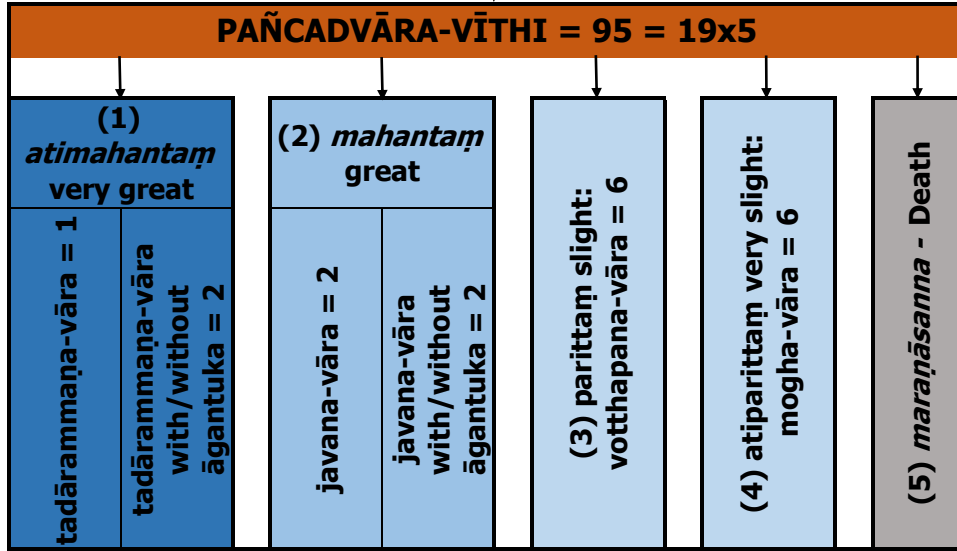 PAÑCADVĀRA-VĪTHI = 95 = 19x5
(1)
atimahantaṃ
very great
tadārammaṇa-vāra = 1
tadārammaṇa-vāra
with/without
āgantuka = 2
(2) mahantaṃ
great
javana-vāra = 2
javana-vāra
with/without
āgantuka = 2
(3) parittaṃ slight:
votthapana-vāra = 6
(4) atiparittaṃ very slight:
mogha-vāra = 6
(5) maraṇāsanna - Death